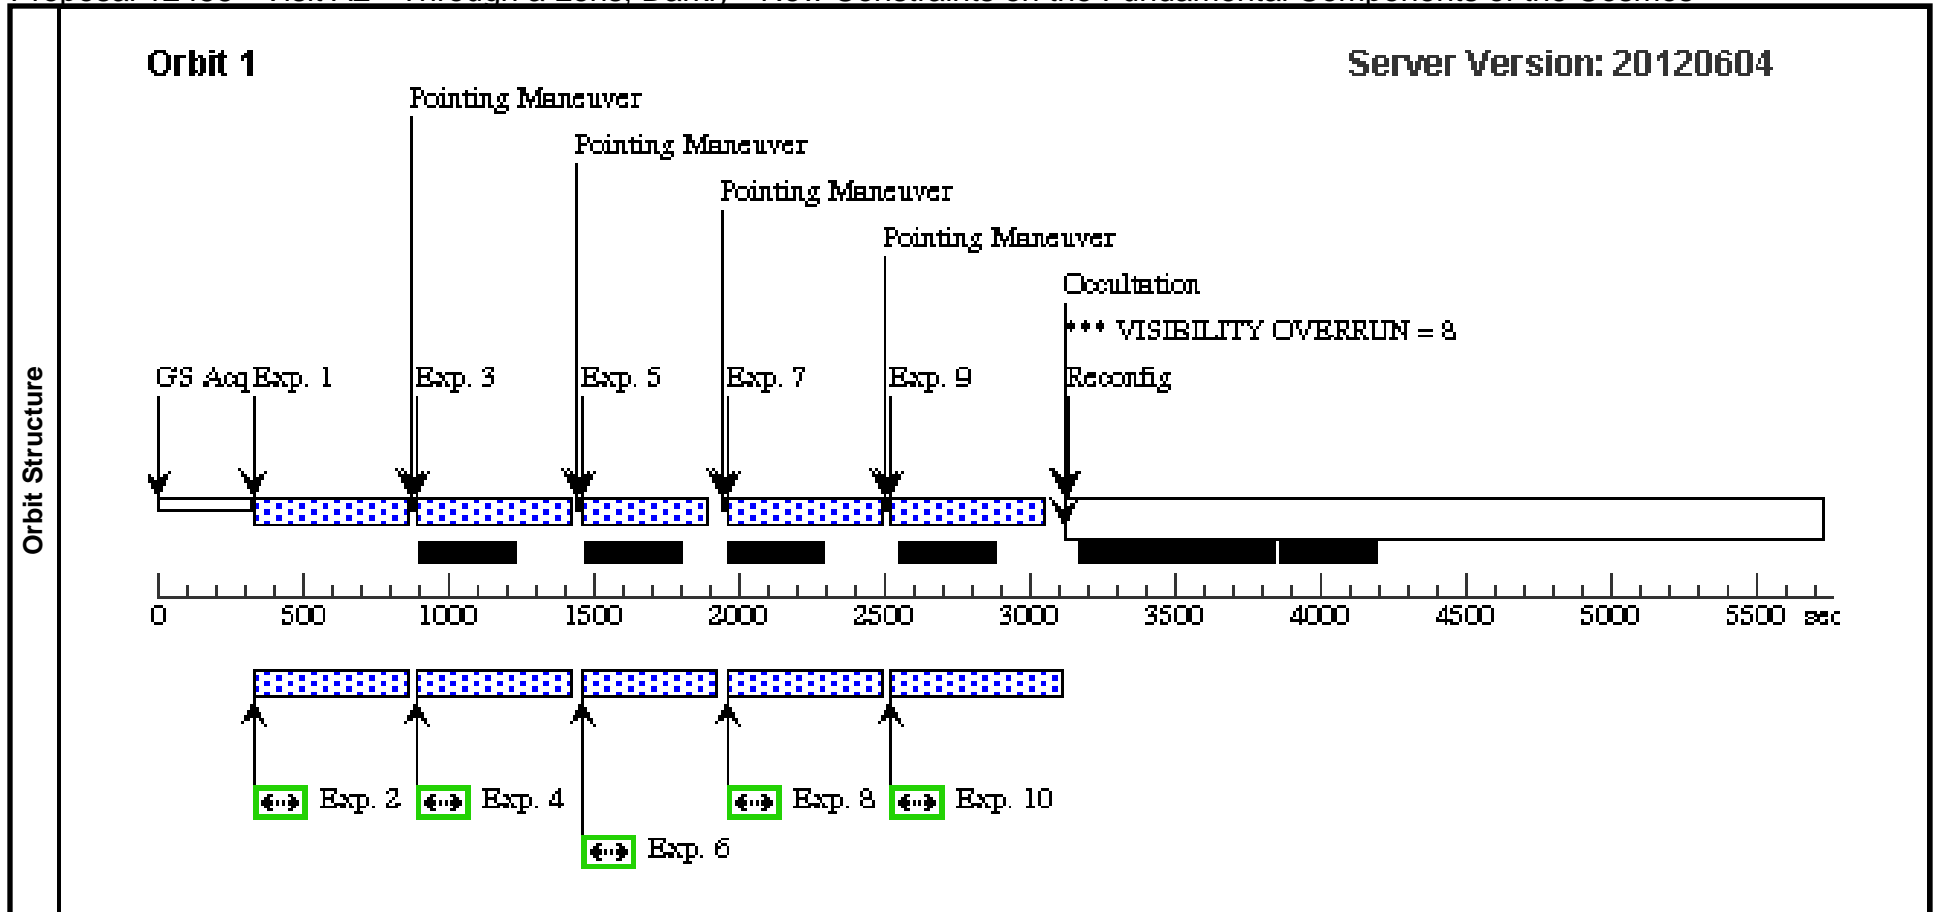 Orbit 1 Server Version: 20120604
Pointing Maneuver
Pointing Maneuver
Pointing Maneuver
Pointing Maneuver
Occultation
*** VISIBILITY OVERRUN = 8
GS Acq Exp. 1 Exp. 3 Exp. 5 Exp. 7 Exp. 9 Reconfig
Orbit Structure
0 500 1000 1500 2000 2500 3000 3500 4000 4500 5000 5500 sec
Exp. 2 Exp. 4 Exp. 8 Exp. 10
Exp. 6